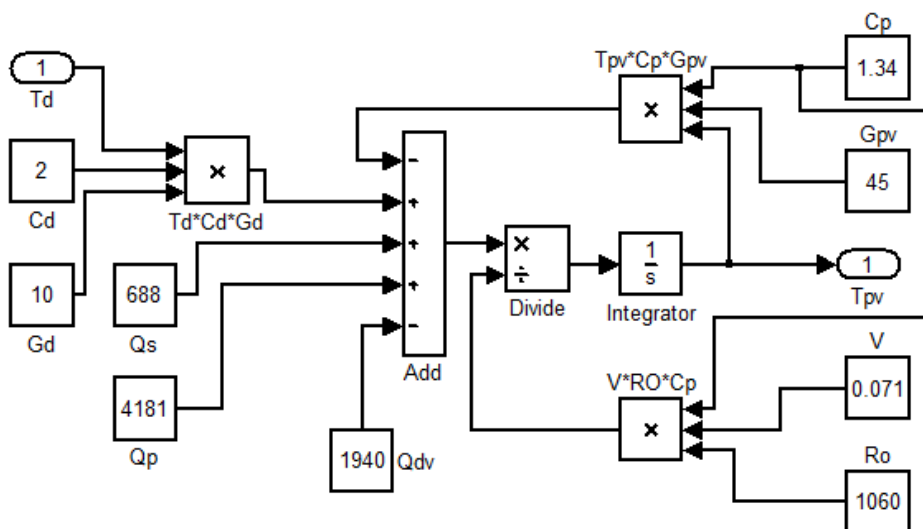 Cp
1.34
Tpv*Cp*Gpv
×
1
Td
Gpv
45
2
Cd
×
Td*Cd*Gd
-
+
+
+
-
Add
×
÷
Divide
1
s
Integrator
1
Tpv
10
Gd
688
Qs
4181
Qp
1940
Qdv
V*RO*Cp
×
V
0.071
Ro
1060